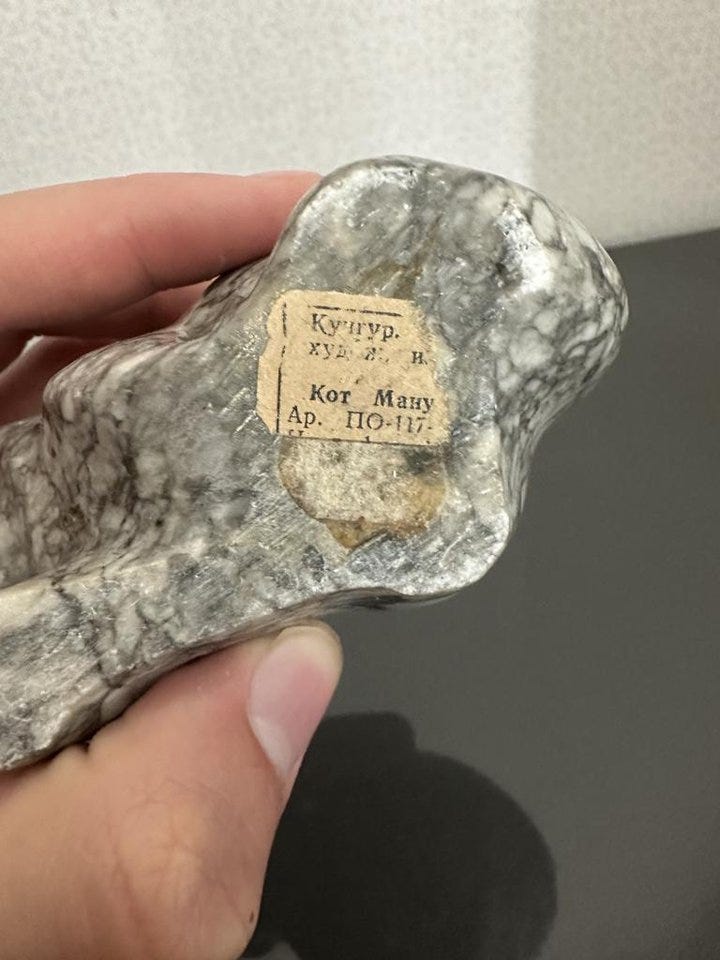 Кунгур.
и.
Кот Ману
Ар. ПО-117-